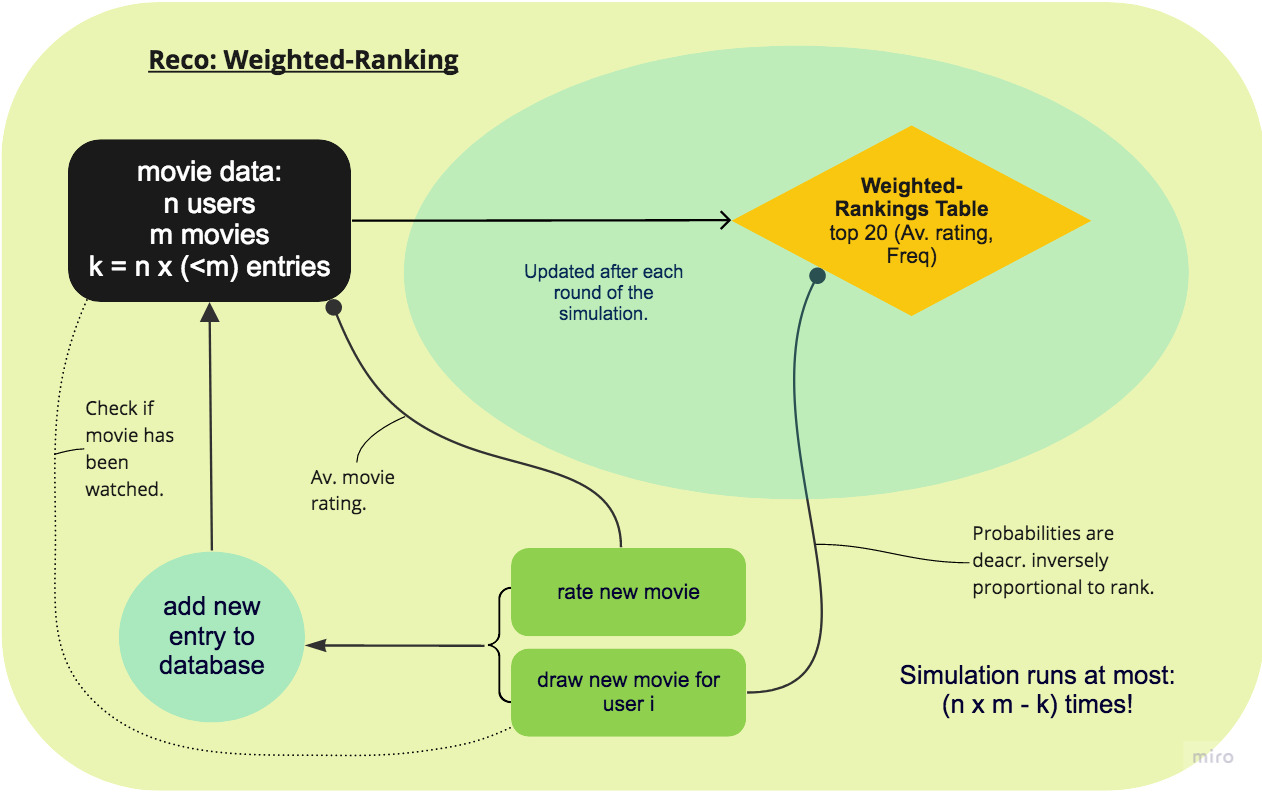 Reco: Weighted-Ranking
movie data:
n users
m movies
k = n x (<m) entries
Weighted-
Rankings Table
top 20 (Av. rating,
Freq)
Updated after each
round of the
simulation.
Check if
movie has
been
watched.
Av. movie
rating.
Probabilities are
deacr. inversely
proportional to rank.
rate new movie
add new
entry to
database
draw new movie for
user i
Simulation runs at most:
(n x m - k) times!
miro